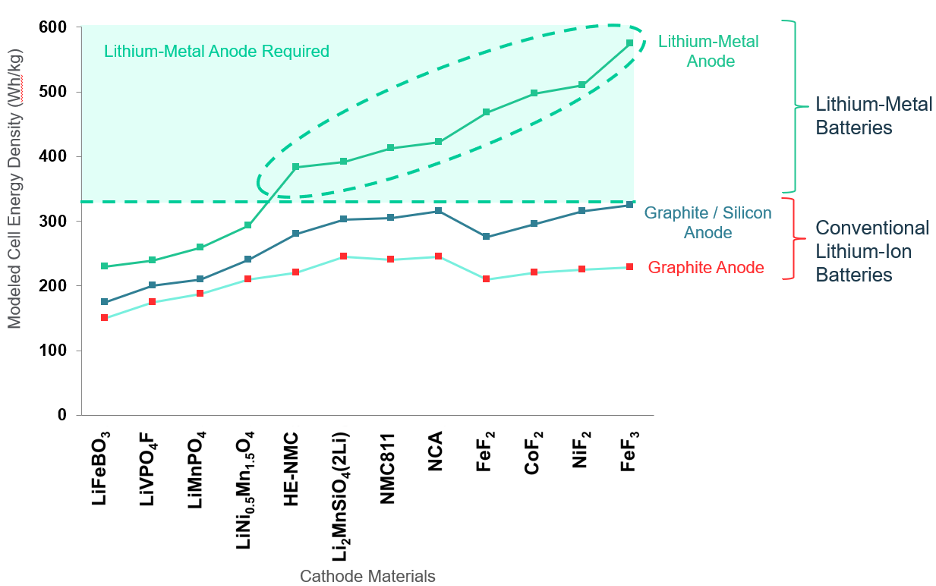 Modeled Cell Energy Density (Wh/kg)
600
500
400
300
200
100
0
Lithium-Metal Anode Required
Lithium-Metal
Anode
Graphite / Silicon
Anode
Graphite Anode
Lithium-Metal
Batteries
Conventional
Lithium-Ion
Batteries
LiFeBO₃
LiVPO₄F
LiMnPO₄
LiNi₀.₅Mn₁.₅O₄
HE-NMC
Li₂MnSiO₄(2Li)
NMC811
NCA
FeF₂
CoF₂
NiF₂
FeF₃
Cathode Materials